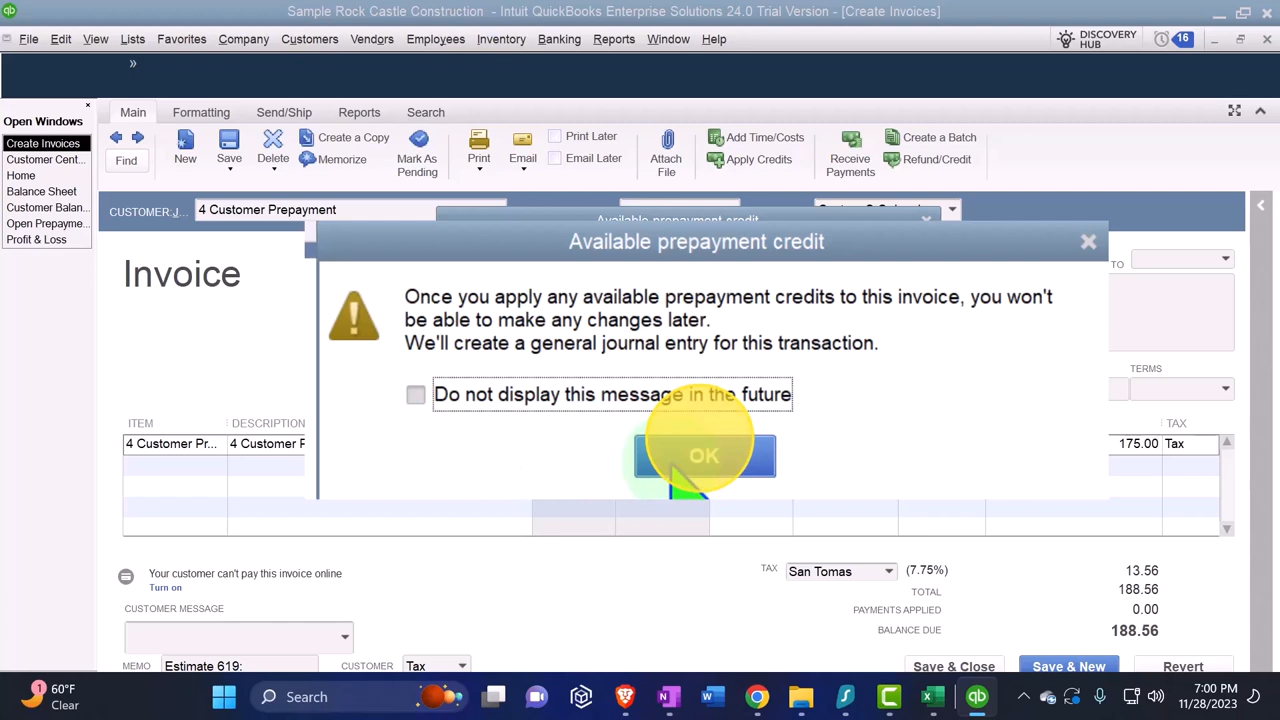 Sample Rock Castle Construction - Intuit QuickBooks Enterprise Solutions 24.0 Trial Version - [Create Invoices]
File Edit View Lists Favorites Company Customers Vendors Employees Inventory Banking Reports Window Help DISCOVERY HUB 16
»
Open Windows
Create Invoices
Customer Cent...
Home
Balance Sheet
Customer Balan...
Open Prepayme...
Profit & Loss
Main Formatting Send/Ship Reports Search
Find New Save Delete Create a Copy Memorize Mark As Pending Print Email Print Later Email Later Attach File Add Time/Costs Apply Credits Receive Payments Create a Batch Refund/Credit
CUSTOMER:J... 4 Customer Prepayment
Available prepayment credit
Available prepayment credit
Invoice
TO
Once you apply any available prepayment credits to this invoice, you won't
be able to make any changes later.
We'll create a general journal entry for this transaction.
TERMS
Do not display this message in the future
OK
ITEM DESCRIPTION TAX
4 Customer Pr... 4 Customer P 175.00 Tax
Your customer can't pay this invoice online
Turn on
TAX San Tomas (7.75%) 13.56
TOTAL 188.56
CUSTOMER MESSAGE
PAYMENTS APPLIED 0.00
BALANCE DUE 188.56
MEMO Estimate 619: CUSTOMER Tax
Save & Close Save & New Revert
1
60°F
Clear
Search
7:00 PM
11/28/2023